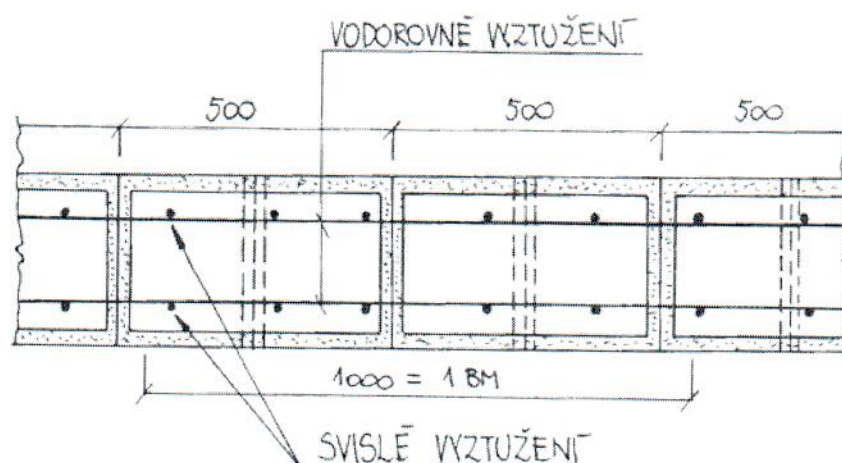 VODOROVNÉ VYZTUŽENÍ
500 500 500
1000 = 1 BM
SVISLÉ VYZTUŽENÍ